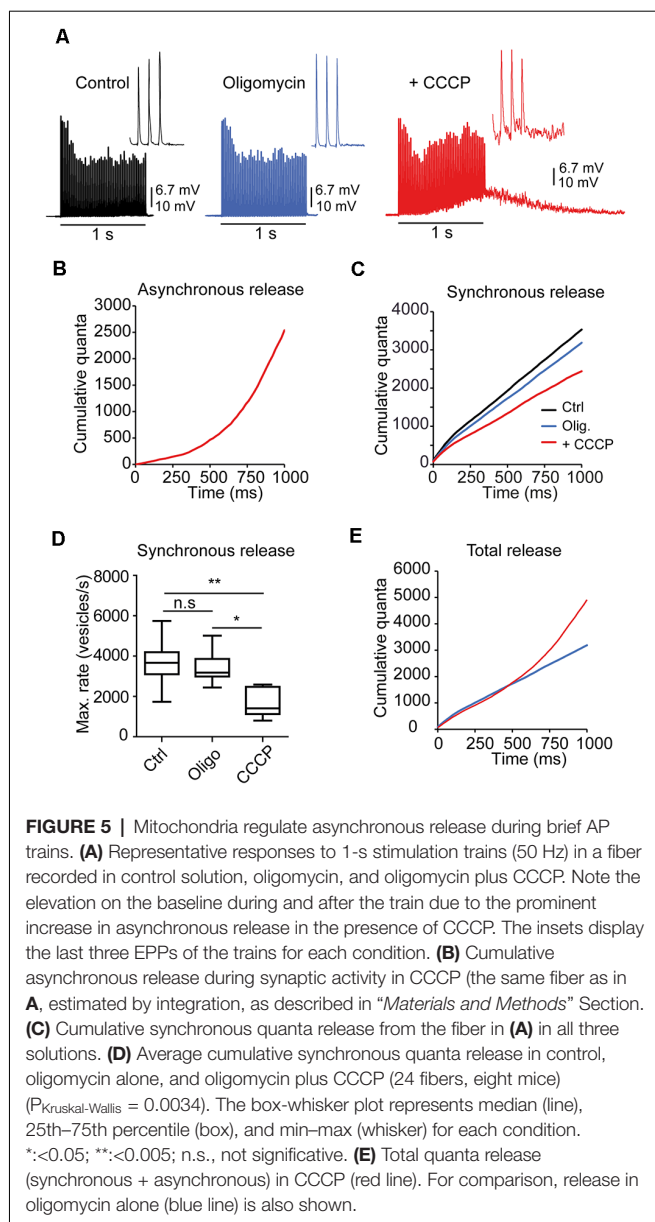 A
Control
Oligomycin
+ CCCP
6.7 mV
10 mV
6.7 mV
10 mV
6.7 mV
10 mV
1 s
1 s
1 s
B
Asynchronous release
Cumulative quanta
3000
2500
2000
1500
1000
500
0
0 250 500 750 1000
Time (ms)
C
Synchronous release
Cumulative quanta
4000
3000
2000
1000
0
Ctrl
Olig.
+ CCCP
0 250 500 750 1000
Time (ms)
D
Synchronous release
Max. rate (vesicles/s)
8000
6000
4000
2000
0
**
n.s
*
Ctrl
Oligo
CCCP
E
Total release
Cumulative quanta
6000
5000
4000
3000
2000
1000
0
0 250 500 750 1000
Time (ms)
FIGURE 5 | Mitochondria regulate asynchronous release during brief AP
trains. (A) Representative responses to 1-s stimulation trains (50 Hz) in a fiber
recorded in control solution, oligomycin, and oligomycin plus CCCP. Note the
elevation on the baseline during and after the train due to the prominent
increase in asynchronous release in the presence of CCCP. The insets display
the last three EPPs of the trains for each condition. (B) Cumulative
asynchronous release during synaptic activity in CCCP (the same fiber as in
A, estimated by integration, as described in “Materials and Methods” Section.
(C) Cumulative synchronous quanta release from the fiber in (A) in all three
solutions. (D) Average cumulative synchronous quanta release in control,
oligomycin alone, and oligomycin plus CCCP (24 fibers, eight mice)
(PKruskal-Wallis = 0.0034). The box-whisker plot represents median (line),
25th–75th percentile (box), and min–max (whisker) for each condition.
*:<0.05; **:<0.005; n.s., not significative. (E) Total quanta release
(synchronous + asynchronous) in CCCP (red line). For comparison, release in
oligomycin alone (blue line) is also shown.